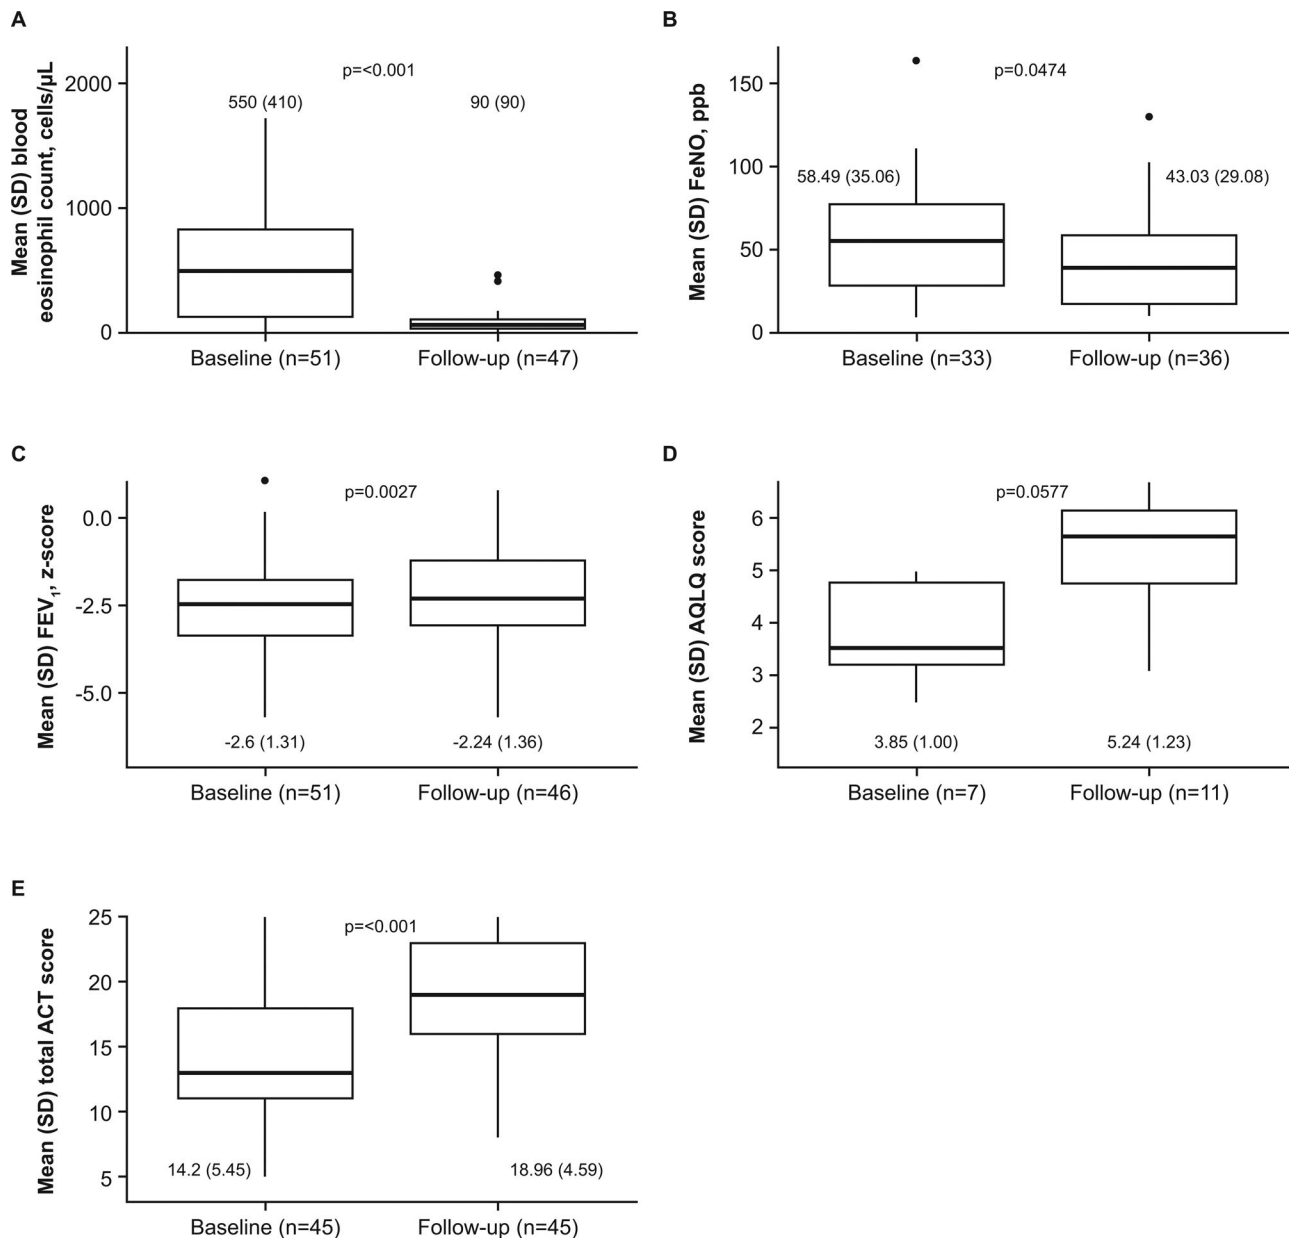 A
Mean (SD) blood
eosinophil count, cells/µL
2000
1000
0
p=<0.001
550 (410)
90 (90)
Baseline (n=51)
Follow-up (n=47)
B
Mean (SD) FeNO, ppb
150
100
50
0
p=0.0474
58.49 (35.06)
43.03 (29.08)
Baseline (n=33)
Follow-up (n=36)
C
Mean (SD) FEV₁, z-score
0.0
-2.5
-5.0
p=0.0027
-2.6 (1.31)
-2.24 (1.36)
Baseline (n=51)
Follow-up (n=46)
D
Mean (SD) AQLQ score
6
5
4
3
2
p=0.0577
3.85 (1.00)
5.24 (1.23)
Baseline (n=7)
Follow-up (n=11)
E
Mean (SD) total ACT score
25
20
15
10
5
p=<0.001
14.2 (5.45)
18.96 (4.59)
Baseline (n=45)
Follow-up (n=45)